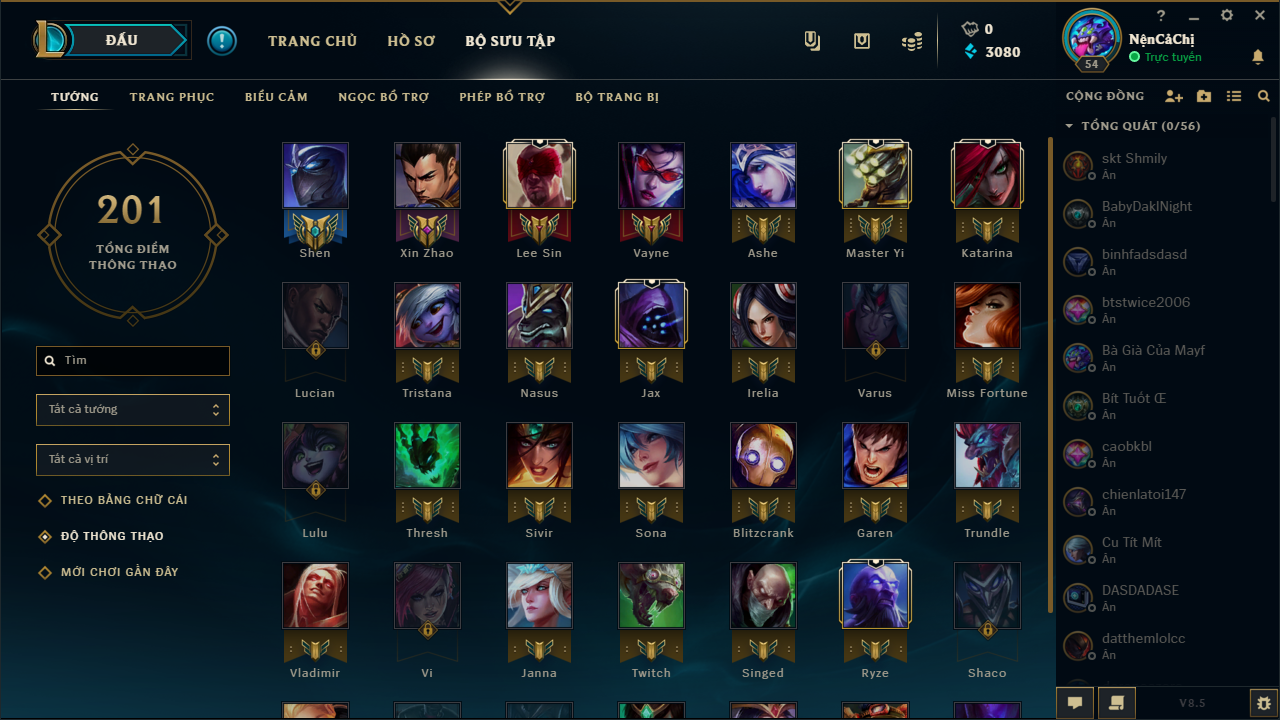 ĐẤU
TRANG CHỦ
HỒ SƠ
BỘ SƯU TẬP
0
3080
54
NệnCảChị
Trực tuyến
TƯỚNG
TRANG PHỤC
BIỂU CẢM
NGỌC BỔ TRỢ
PHÉP BỔ TRỢ
BỘ TRANG BỊ
CỘNG ĐỒNG
TỔNG QUÁT (0/56)
201
TỔNG ĐIỂM
THÔNG THẠO
Tìm
Tất cả tướng
Tất cả vị trí
THEO BẢNG CHỮ CÁI
ĐỘ THÔNG THẠO
MỚI CHƠI GẦN ĐÂY
Shen
Xin Zhao
Lee Sin
Vayne
Ashe
Master Yi
Katarina
Lucian
Tristana
Nasus
Jax
Irelia
Varus
Miss Fortune
Lulu
Thresh
Sivir
Sona
Blitzcrank
Garen
Trundle
Vladimir
Vi
Janna
Twitch
Singed
Ryze
Shaco
skt Shmily
Ẩn
BabyDaklNight
Ẩn
binhfadsdasd
Ẩn
btstwice2006
Ẩn
Bà Già Của Mayf
Ẩn
Bít Tuốt Œ
Ẩn
caobkbl
Ẩn
chienlatoi147
Ẩn
Cu Tít Mít
Ẩn
DASDADASE
Ẩn
datthemlolcc
Ẩn
V8.5